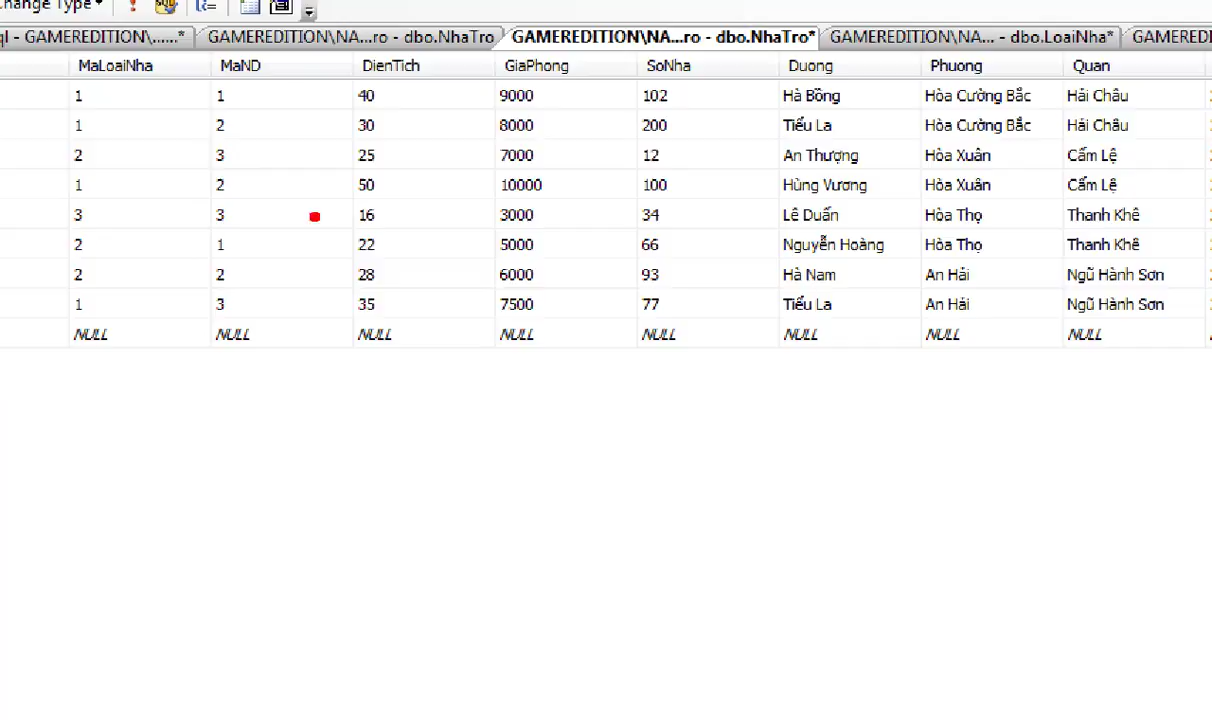 hange Type
ql - GAMEREDITION\......* GAMEREDITION\NA...ro - dbo.NhaTro GAMEREDITION\NA...ro - dbo.NhaTro* GAMEREDITION\NA... - dbo.LoaiNha* GAMEREDI
MaLoaiNha MaND DienTich GiaPhong SoNha Duong Phuong Quan
1 1 40 9000 102 Hà Bồng Hòa Cường Bắc Hải Châu
1 2 30 8000 200 Tiểu La Hòa Cường Bắc Hải Châu
2 3 25 7000 12 An Thượng Hòa Xuân Cẩm Lệ
1 2 50 10000 100 Hùng Vương Hòa Xuân Cẩm Lệ
3 3 16 3000 34 Lê Duẩn Hòa Thọ Thanh Khê
2 1 22 5000 66 Nguyễn Hoàng Hòa Thọ Thanh Khê
2 2 28 6000 93 Hà Nam An Hải Ngũ Hành Sơn
1 3 35 7500 77 Tiểu La An Hải Ngũ Hành Sơn
NULL NULL NULL NULL NULL NULL NULL NULL